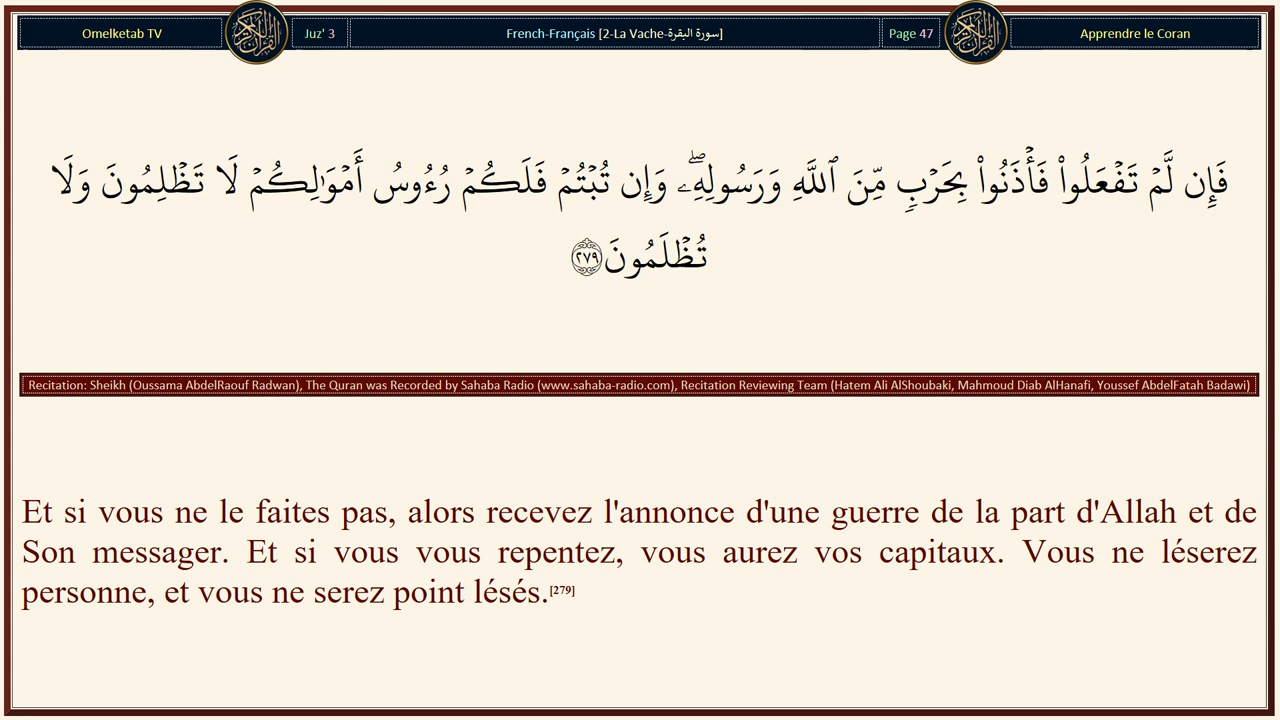 Omelketab TV
Juz' 3
French-Français [2-La Vache-سورة البقرة]
Page 47
Apprendre le Coran
فَإِن لَّمۡ تَفۡعَلُواْ فَأۡذَنُواْ بِحَرۡبٖ مِّنَ ٱللَّهِ وَرَسُولِهِۦۖ وَإِن تُبۡتُمۡ فَلَكُمۡ رُءُوسُ أَمۡوَٰلِكُمۡ لَا تَظۡلِمُونَ وَلَا
تُظۡلَمُونَ ٢٧٩
Recitation: Sheikh (Oussama AbdelRaouf Radwan), The Quran was Recorded by Sahaba Radio (www.sahaba-radio.com), Recitation Reviewing Team (Hatem Ali AlShoubaki, Mahmoud Diab AlHanafi, Youssef AbdelFatah Badawi)
Et si vous ne le faites pas, alors recevez l'annonce d'une guerre de la part d'Allah et de
Son messager. Et si vous vous repentez, vous aurez vos capitaux. Vous ne léserez
personne, et vous ne serez point lésés.[279]